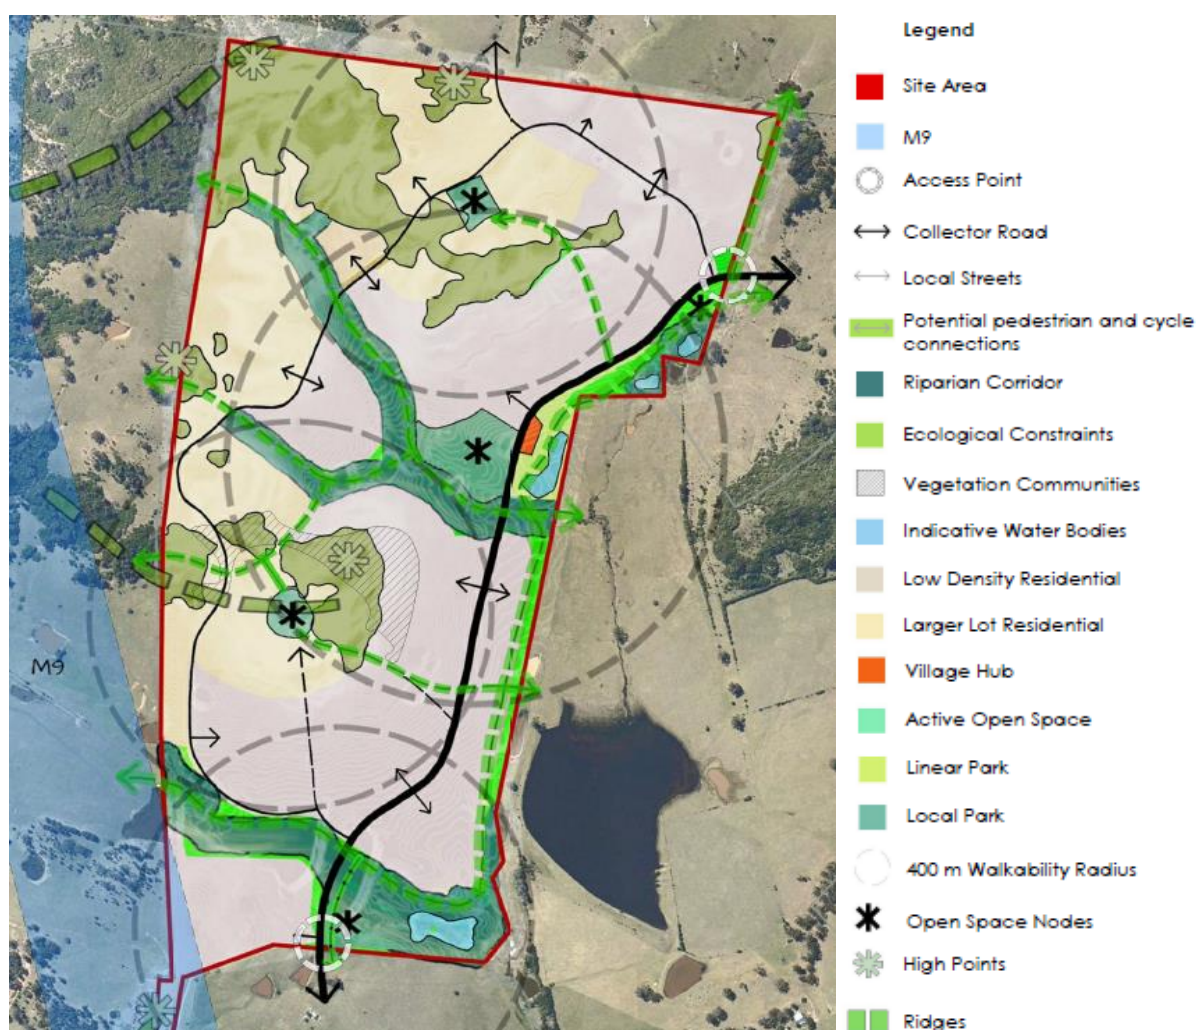 Legend
Site Area
M9
Access Point
Collector Road
Local Streets
Potential pedestrian and cycle
connections
Riparian Corridor
Ecological Constraints
Vegetation Communities
Indicative Water Bodies
Low Density Residential
Larger Lot Residential
Village Hub
Active Open Space
Linear Park
Local Park
400 m Walkability Radius
Open Space Nodes
High Points
Ridges
M9